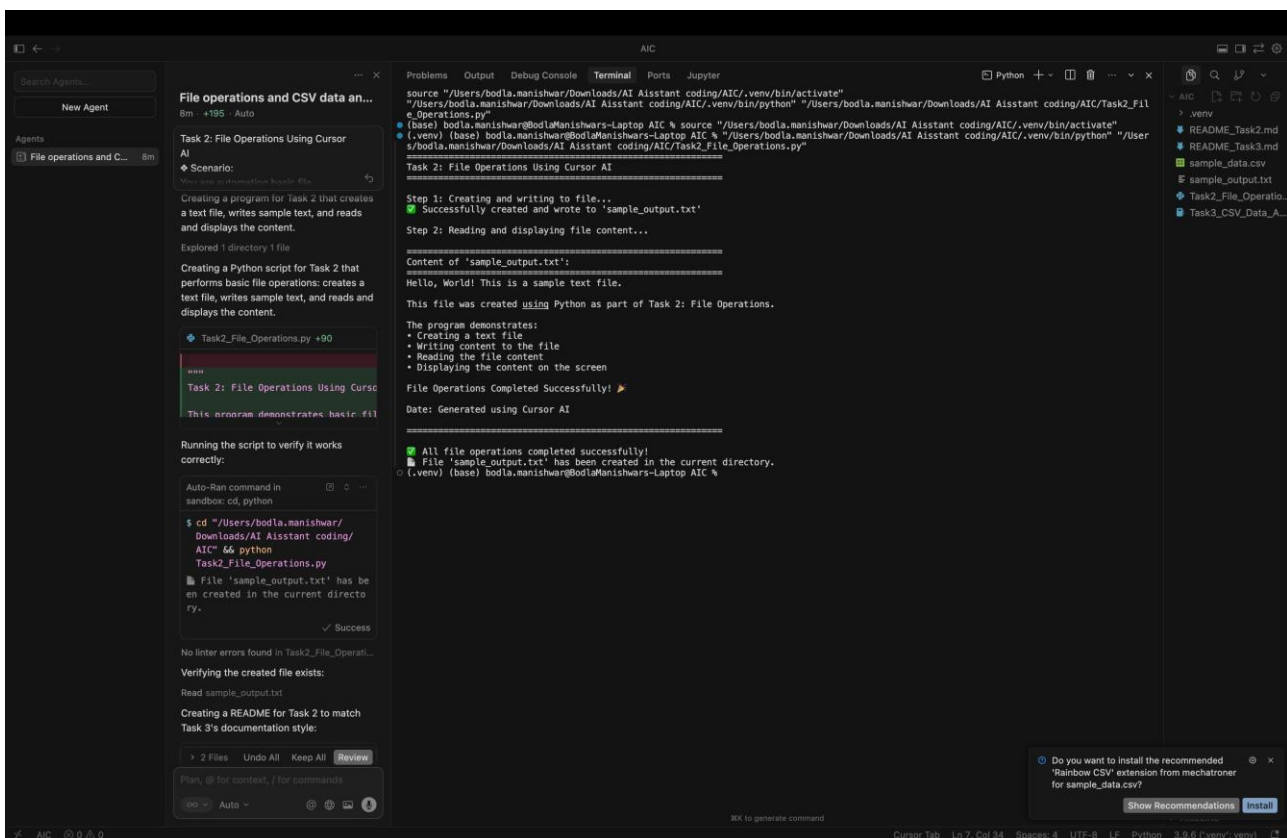 AIC
Search Agents...
New Agent
Agents
File operations and C... 8m
File operations and CSV data an...
8m · +195 · Auto
Task 2: File Operations Using Cursor
AI
❖ Scenario:
You are automating basic file
Creating a program for Task 2 that creates
a text file, writes sample text, and reads
and displays the content.
Explored 1 directory 1 file
Creating a Python script for Task 2 that
performs basic file operations: creates a
text file, writes sample text, and reads and
displays the content.
Task2_File_Operations.py +90
"""
Task 2: File Operations Using Curso
This program demonstrates basic fil
Running the script to verify it works
correctly:
Auto-Ran command in
sandbox: cd, python
$ cd "/Users/bodla.manishwar/
Downloads/AI Aisstant coding/
AIC" && python
Task2_File_Operations.py
📄 File 'sample_output.txt' has be
en created in the current directo
ry.
✓ Success
No linter errors found in Task2_File_Operati...
Verifying the created file exists:
Read sample_output.txt
Creating a README for Task 2 to match
Task 3's documentation style:
> 2 Files Undo All Keep All Review
Plan, @ for context, / for commands
Auto
Problems Output Debug Console Terminal Ports Jupyter
Python
source "/Users/bodla.manishwar/Downloads/AI Aisstant coding/AIC/.venv/bin/activate"
"/Users/bodla.manishwar/Downloads/AI Aisstant coding/AIC/.venv/bin/python" "/Users/bodla.manishwar/Downloads/AI Aisstant coding/AIC/Task2_Fil
e_Operations.py"
(base) bodla.manishwar@BodlaManishwars-Laptop AIC % source "/Users/bodla.manishwar/Downloads/AI Aisstant coding/AIC/.venv/bin/activate"
(.venv) (base) bodla.manishwar@BodlaManishwars-Laptop AIC % "/Users/bodla.manishwar/Downloads/AI Aisstant coding/AIC/.venv/bin/python" "/User
s/bodla.manishwar/Downloads/AI Aisstant coding/AIC/Task2_File_Operations.py"
============================================================
Task 2: File Operations Using Cursor AI
============================================================
Step 1: Creating and writing to file...
✅ Successfully created and wrote to 'sample_output.txt'
Step 2: Reading and displaying file content...
============================================================
Content of 'sample_output.txt':
============================================================
Hello, World! This is a sample text file.
This file was created using Python as part of Task 2: File Operations.
The program demonstrates:
• Creating a text file
• Writing content to the file
• Reading the file content
• Displaying the content on the screen
File Operations Completed Successfully! 🎉
Date: Generated using Cursor AI
============================================================
✅ All file operations completed successfully!
📄 File 'sample_output.txt' has been created in the current directory.
(.venv) (base) bodla.manishwar@BodlaManishwars-Laptop AIC %
⌘K to generate command
AIC
.venv
README_Task2.md
README_Task3.md
sample_data.csv
sample_output.txt
Task2_File_Operatio...
Task3_CSV_Data_A...
Do you want to install the recommended
'Rainbow CSV' extension from mechatroner
for sample_data.csv?
Show Recommendations Install
AIC 0 0
Cursor Tab Ln 7, Col 34 Spaces: 4 UTF-8 LF Python 3.9.6 ('.venv': venv)